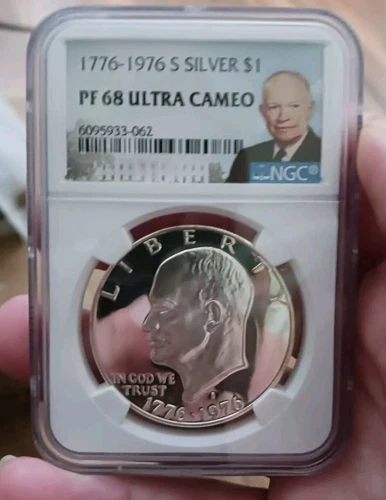 1776-1976 S SILVER $1
PF 68 ULTRA CAMEO
6095933-062
NGC®
LIBERTY
IN GOD WE
TRUST
S
1776-1976